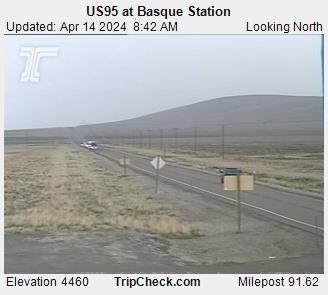 US95 at Basque Station
Updated: Apr 14 2024 8:42 AM Looking North
Elevation 4460 TripCheck.com Milepost 91.62